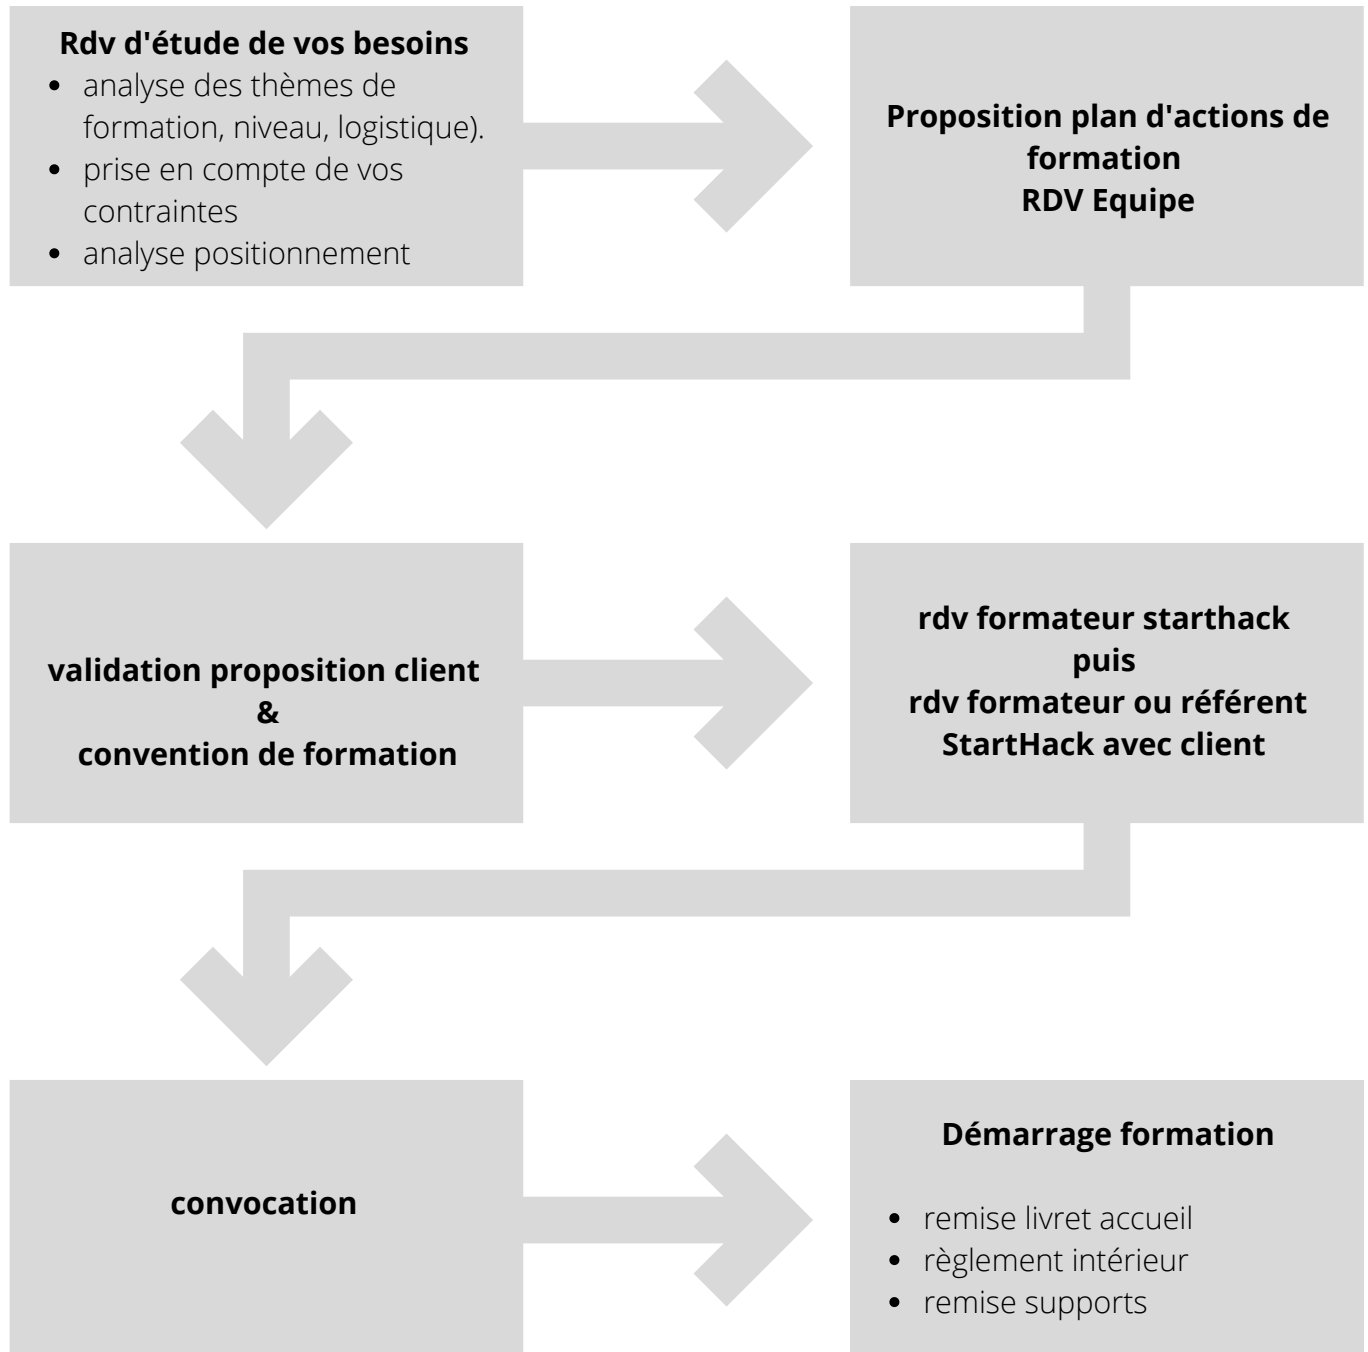 Rdv d'étude de vos besoins
• analyse des thèmes de
formation, niveau, logistique).
• prise en compte de vos
contraintes
• analyse positionnement
Proposition plan d'actions de
formation
RDV Equipe
validation proposition client
&
convention de formation
rdv formateur starthack
puis
rdv formateur ou référent
StartHack avec client
convocation
Démarrage formation
• remise livret accueil
• règlement intérieur
• remise supports